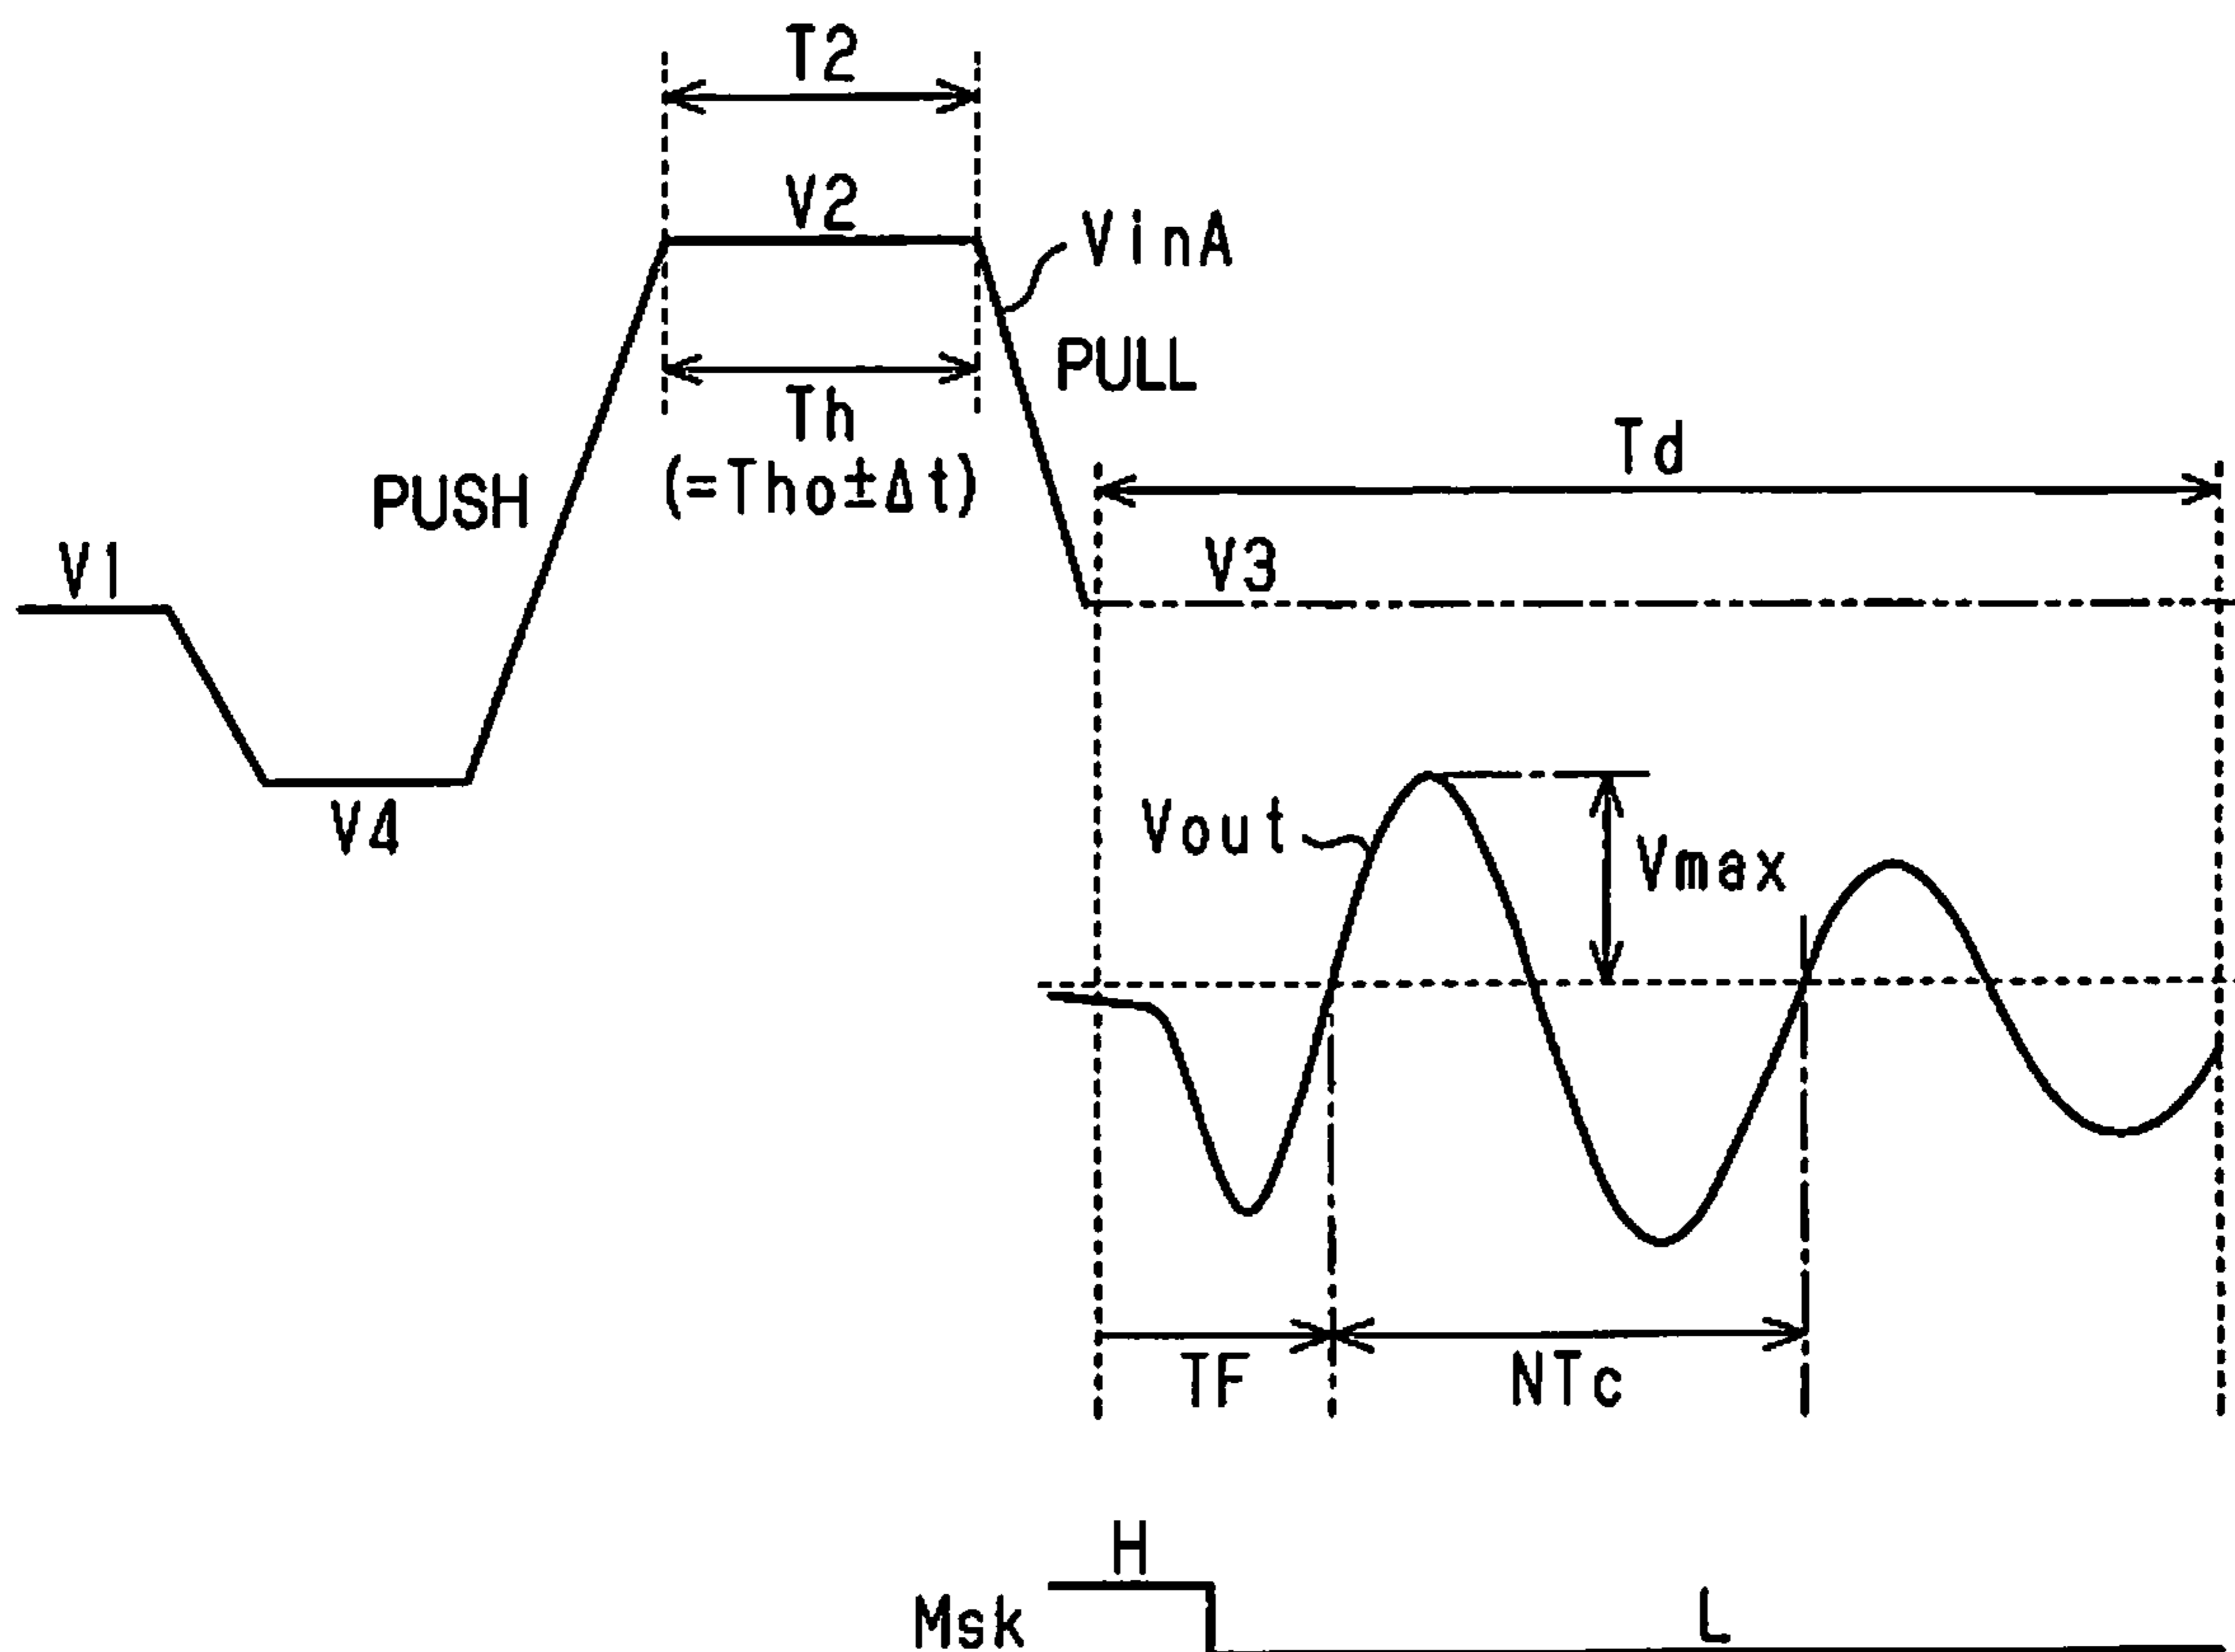 T2
V2
VinA
PULL
Th
(=Tho±Δt)
Td
PUSH
V1
V3
V4
Vout
Vmax
TF
NTc
H
Msk
L